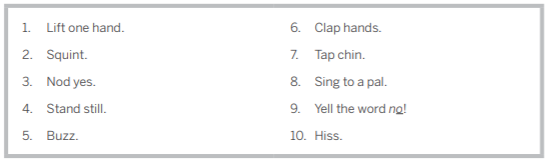 1. Lift one hand.
2. Squint.
3. Nod yes.
4. Stand still.
5. Buzz.
6. Clap hands.
7. Tap chin.
8. Sing to a pal.
9. Yell the word no!
10. Hiss.